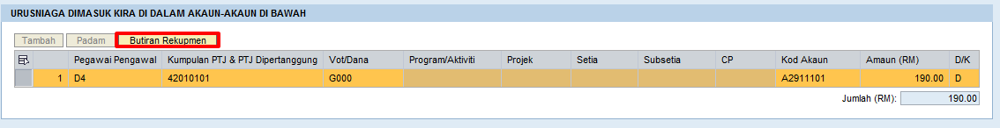 URUSNIAGA DIMASUK KIRA DI DALAM AKAUN-AKAUN DI BAWAH
Tambah Padam Butiran Rekupmen
Pegawai Pengawal Kumpulan PTJ & PTJ Dipertanggung Vot/Dana Program/Aktiviti Projek Setia Subsetia CP Kod Akaun Amaun (RM) D/K
1 D4 42010101 G000 A2911101 190.00 D
Jumlah (RM): 190.00